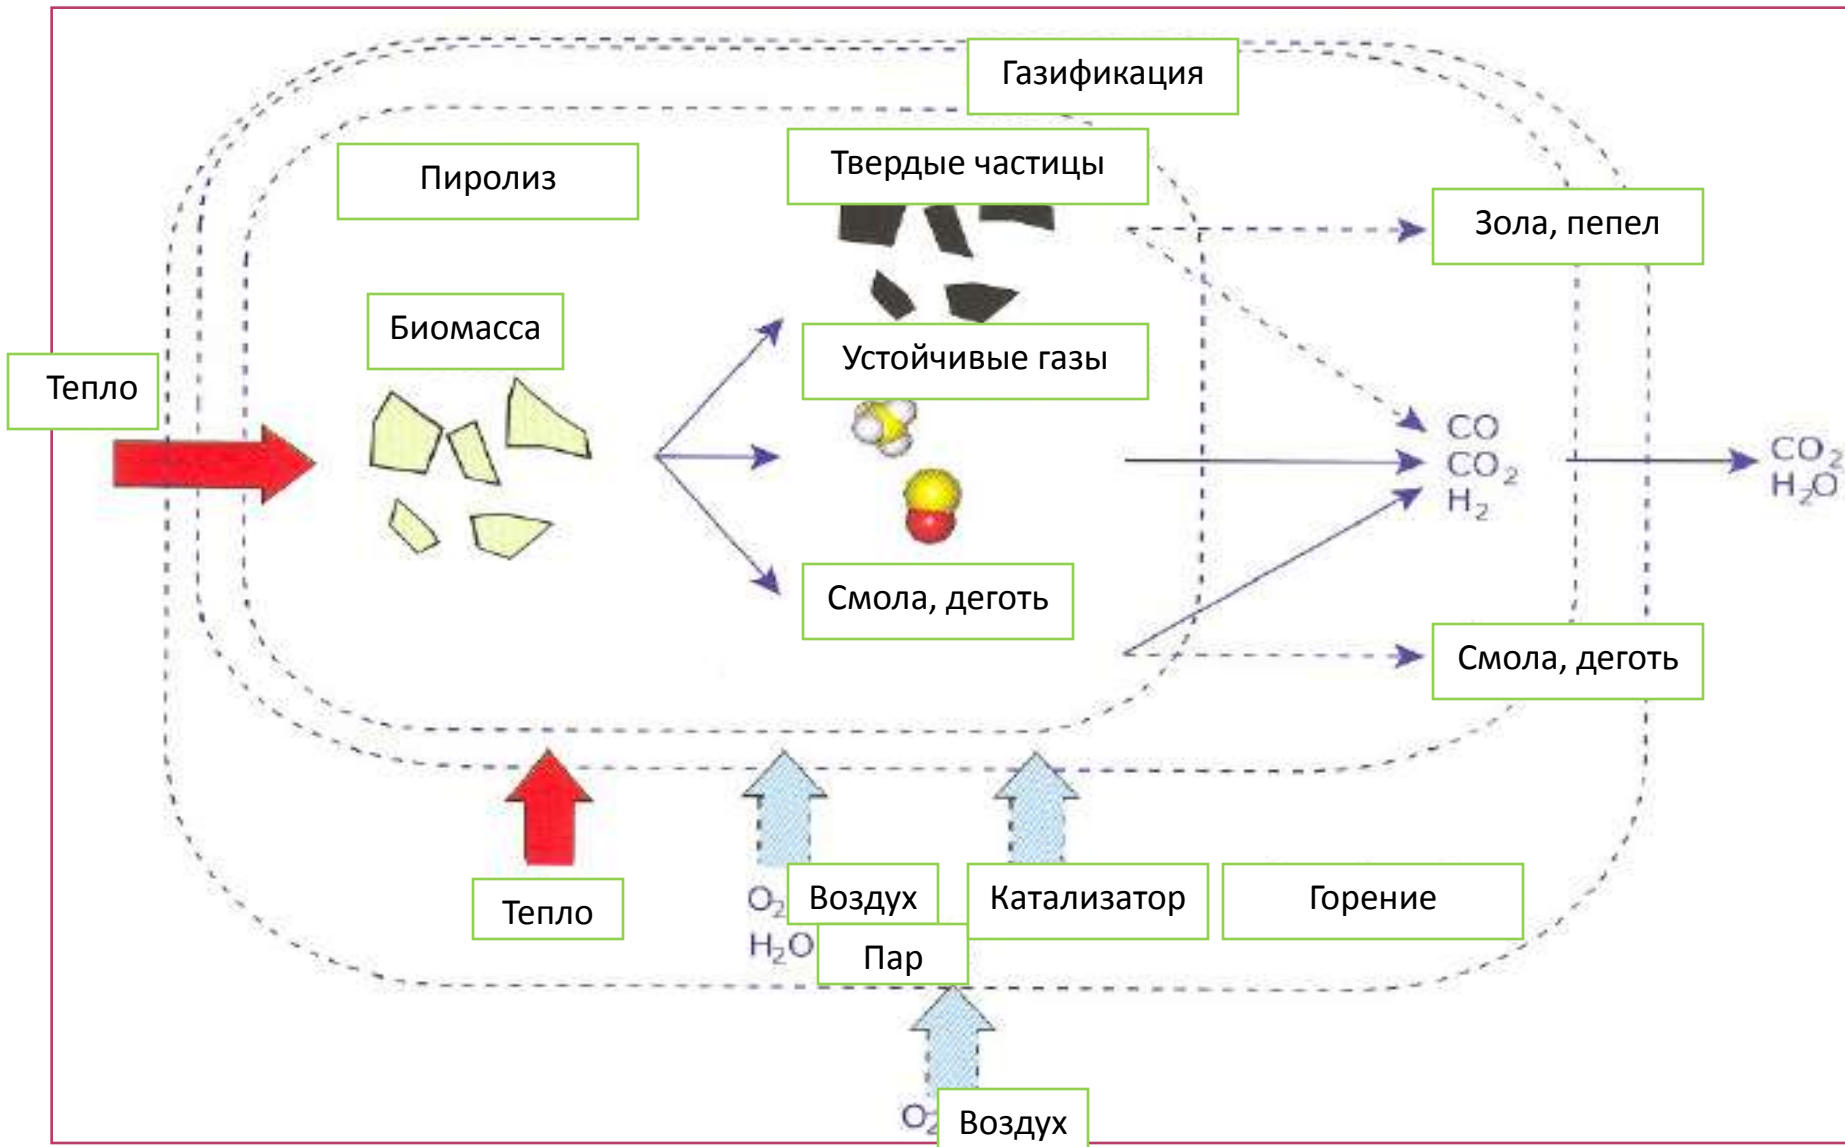 Газификация
Пиролиз
Твердые частицы
Зола, пепел
Биомасса
Устойчивые газы
Тепло
CO
CO₂
H₂
CO₂
H₂O
Смола, деготь
Смола, деготь
Тепло
O₂
Воздух
Катализатор
Горение
H₂O
Пар
O₂
Воздух